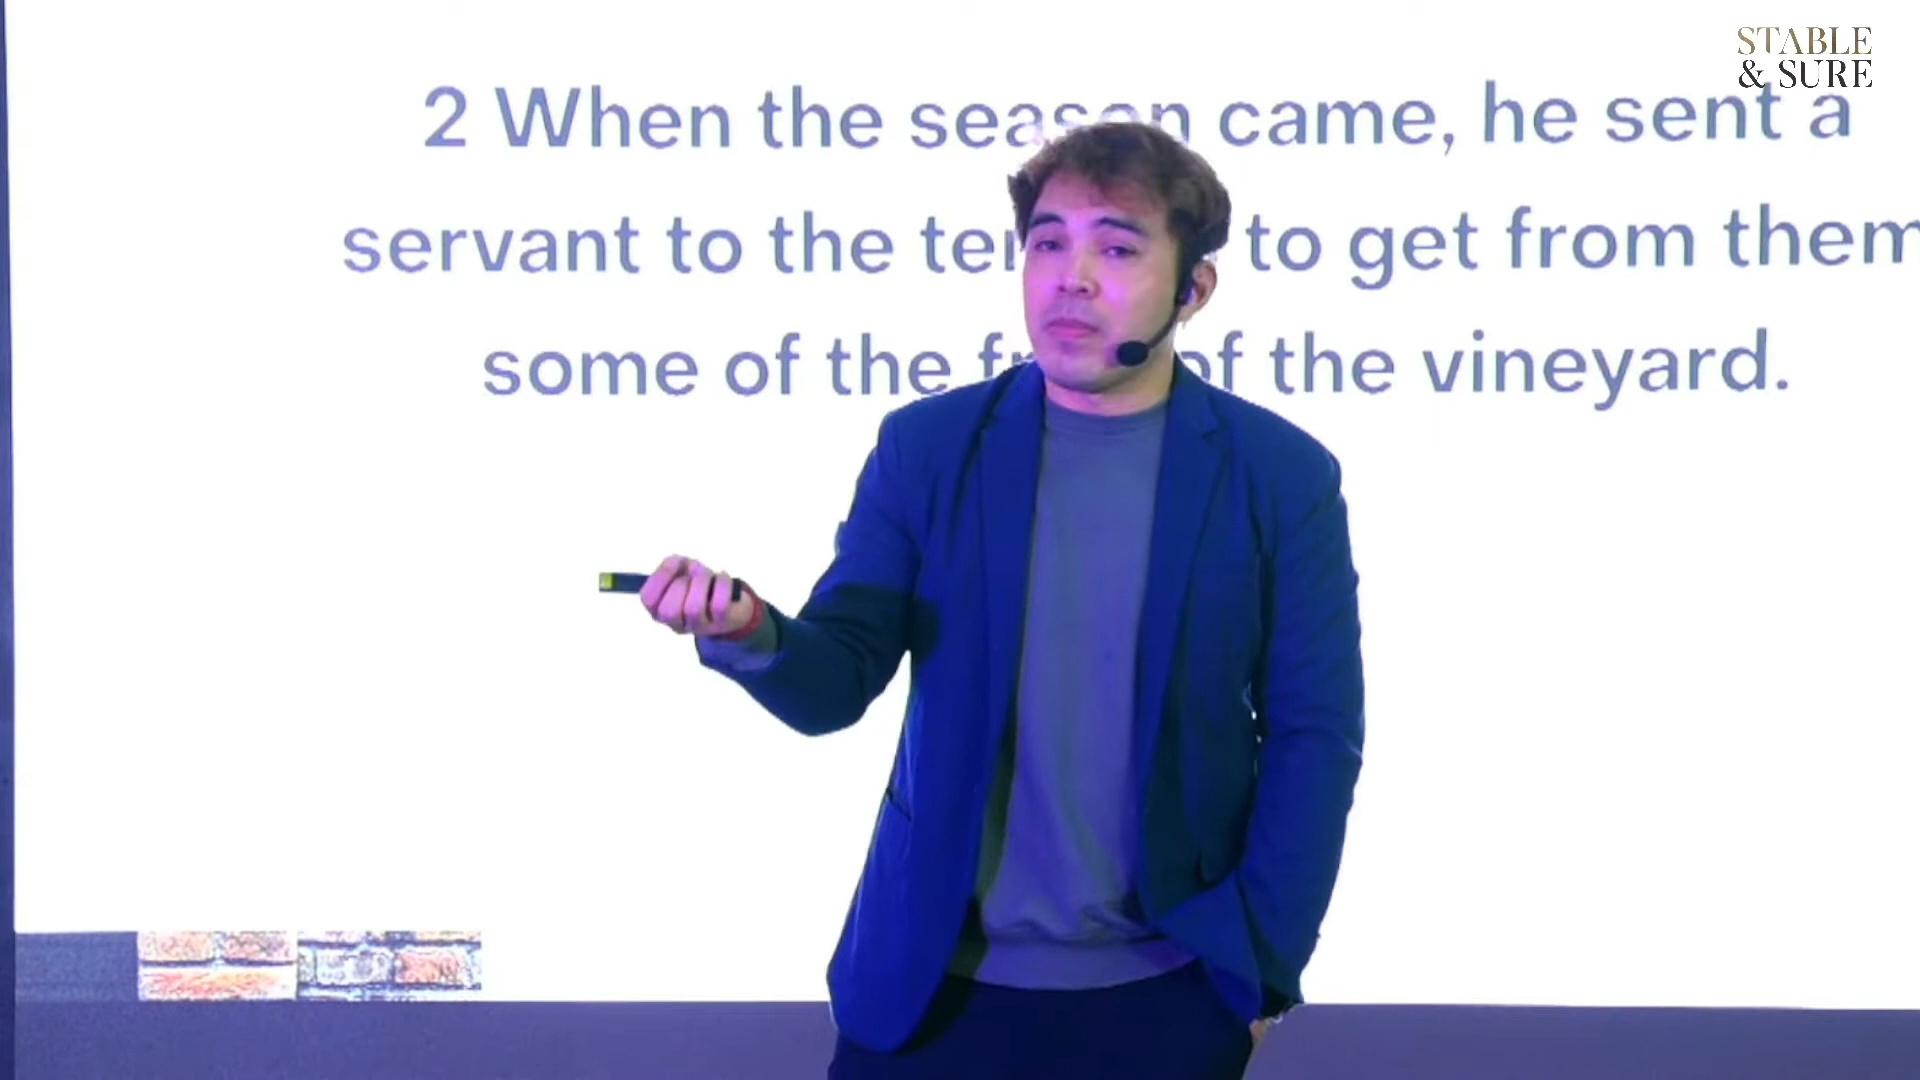 STABLE
& SURE
2 When the season came, he sent a
servant to the to get from them
some of the of the vineyard.